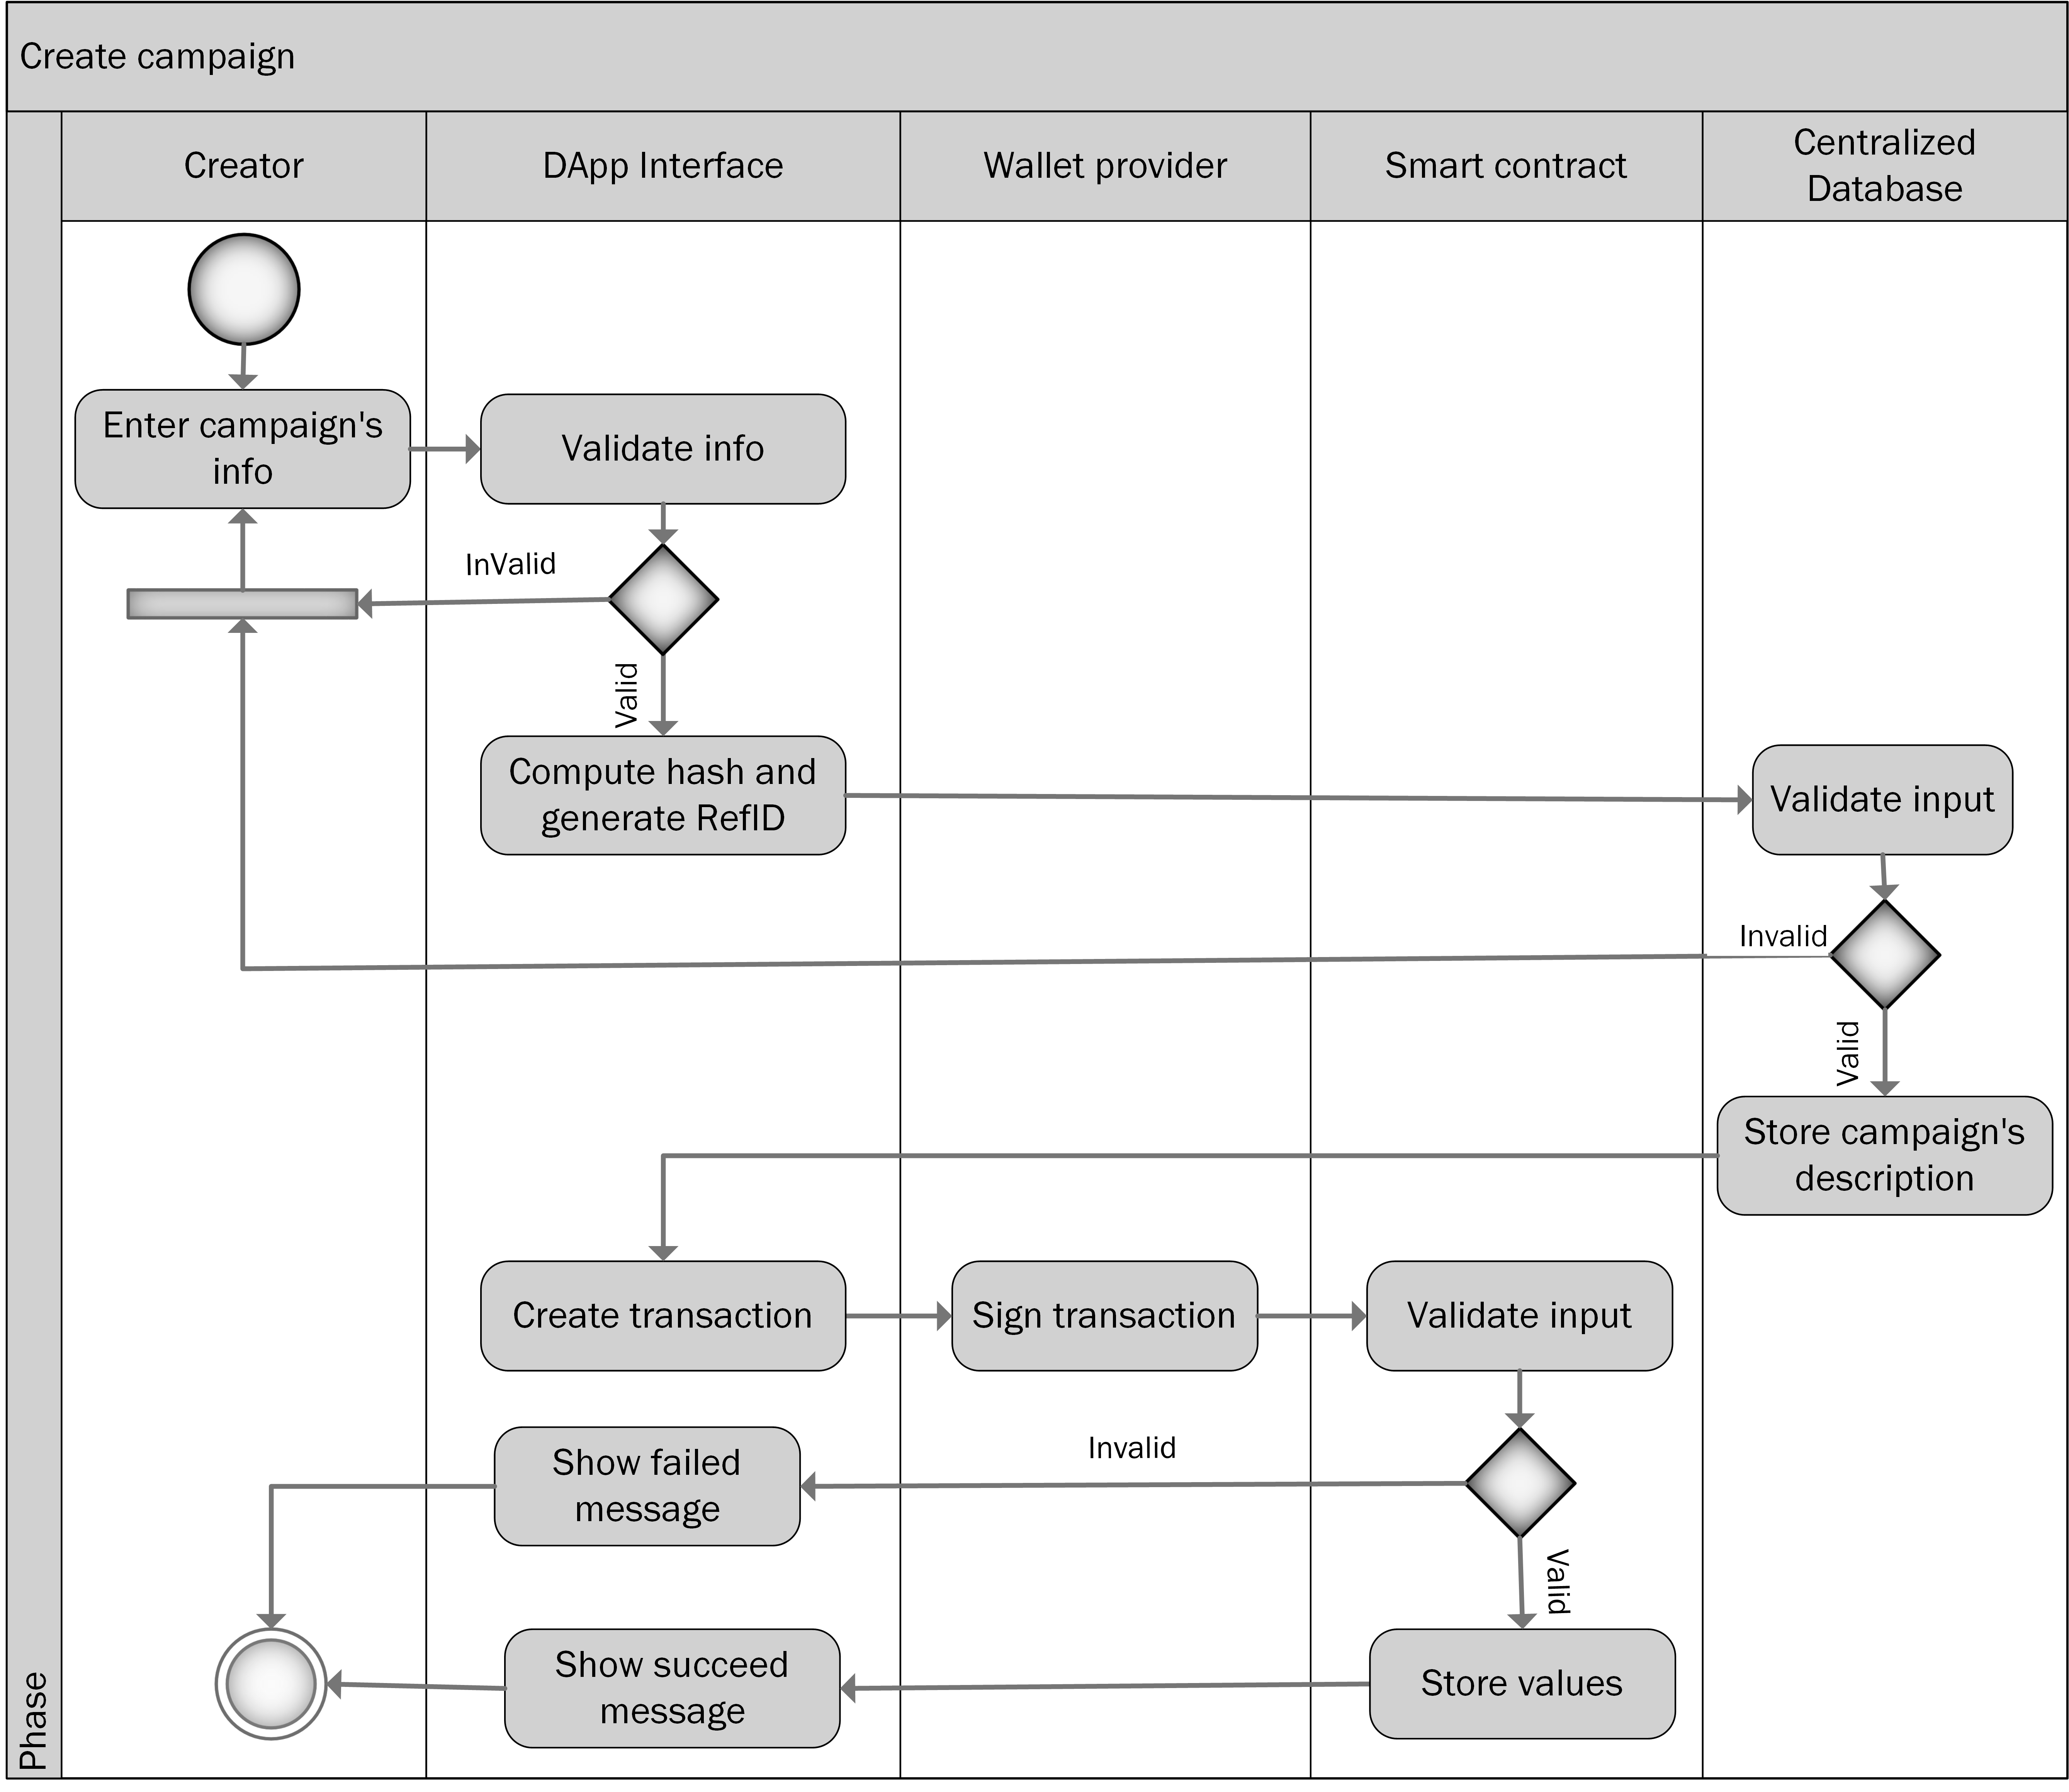 Create campaign
Phase
Creator
DApp Interface
Wallet provider
Smart contract
Centralized
Database
Enter campaign's
info
Validate info
InValid
Valid
Compute hash and
generate RefID
Validate input
Invalid
Valid
Store campaign's
description
Create transaction
Sign transaction
Validate input
Show failed
message
Invalid
Valid
Show succeed
message
Store values